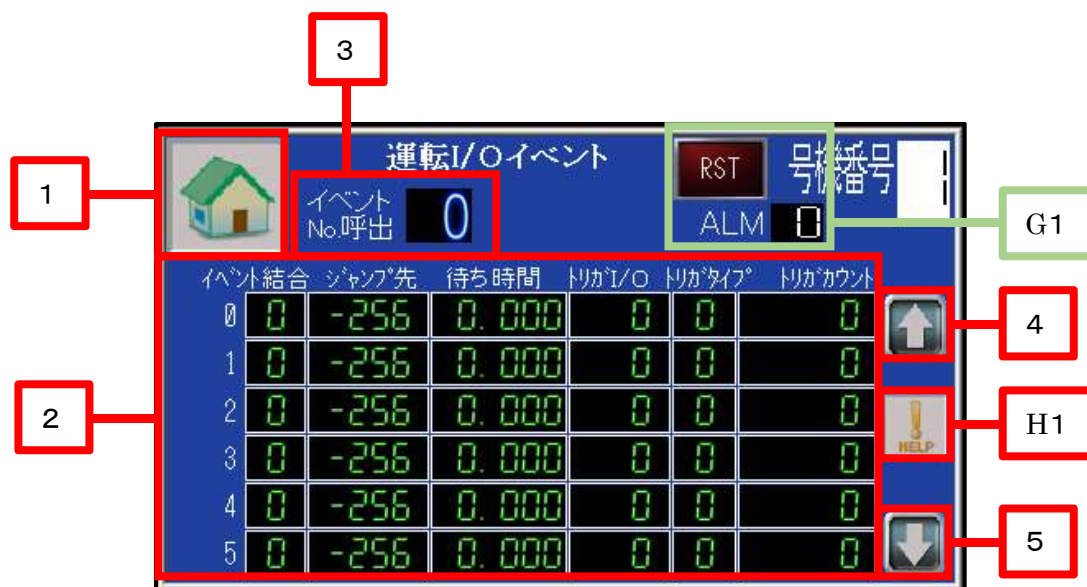 3
1
運転I/Oイベント
RST
号機番号
1
イベント
No.呼出
0
ALM
0
G1
イベント結合 ジャンプ先 待ち時間 トリガI/O トリガタイプ トリガカウント
0 0 -256 0.000 0 0 0
4
1 0 -256 0.000 0 0 0
2
2 0 -256 0.000 0 0 0
HELP
H1
3 0 -256 0.000 0 0 0
4 0 -256 0.000 0 0 0
5 0 -256 0.000 0 0 0
5